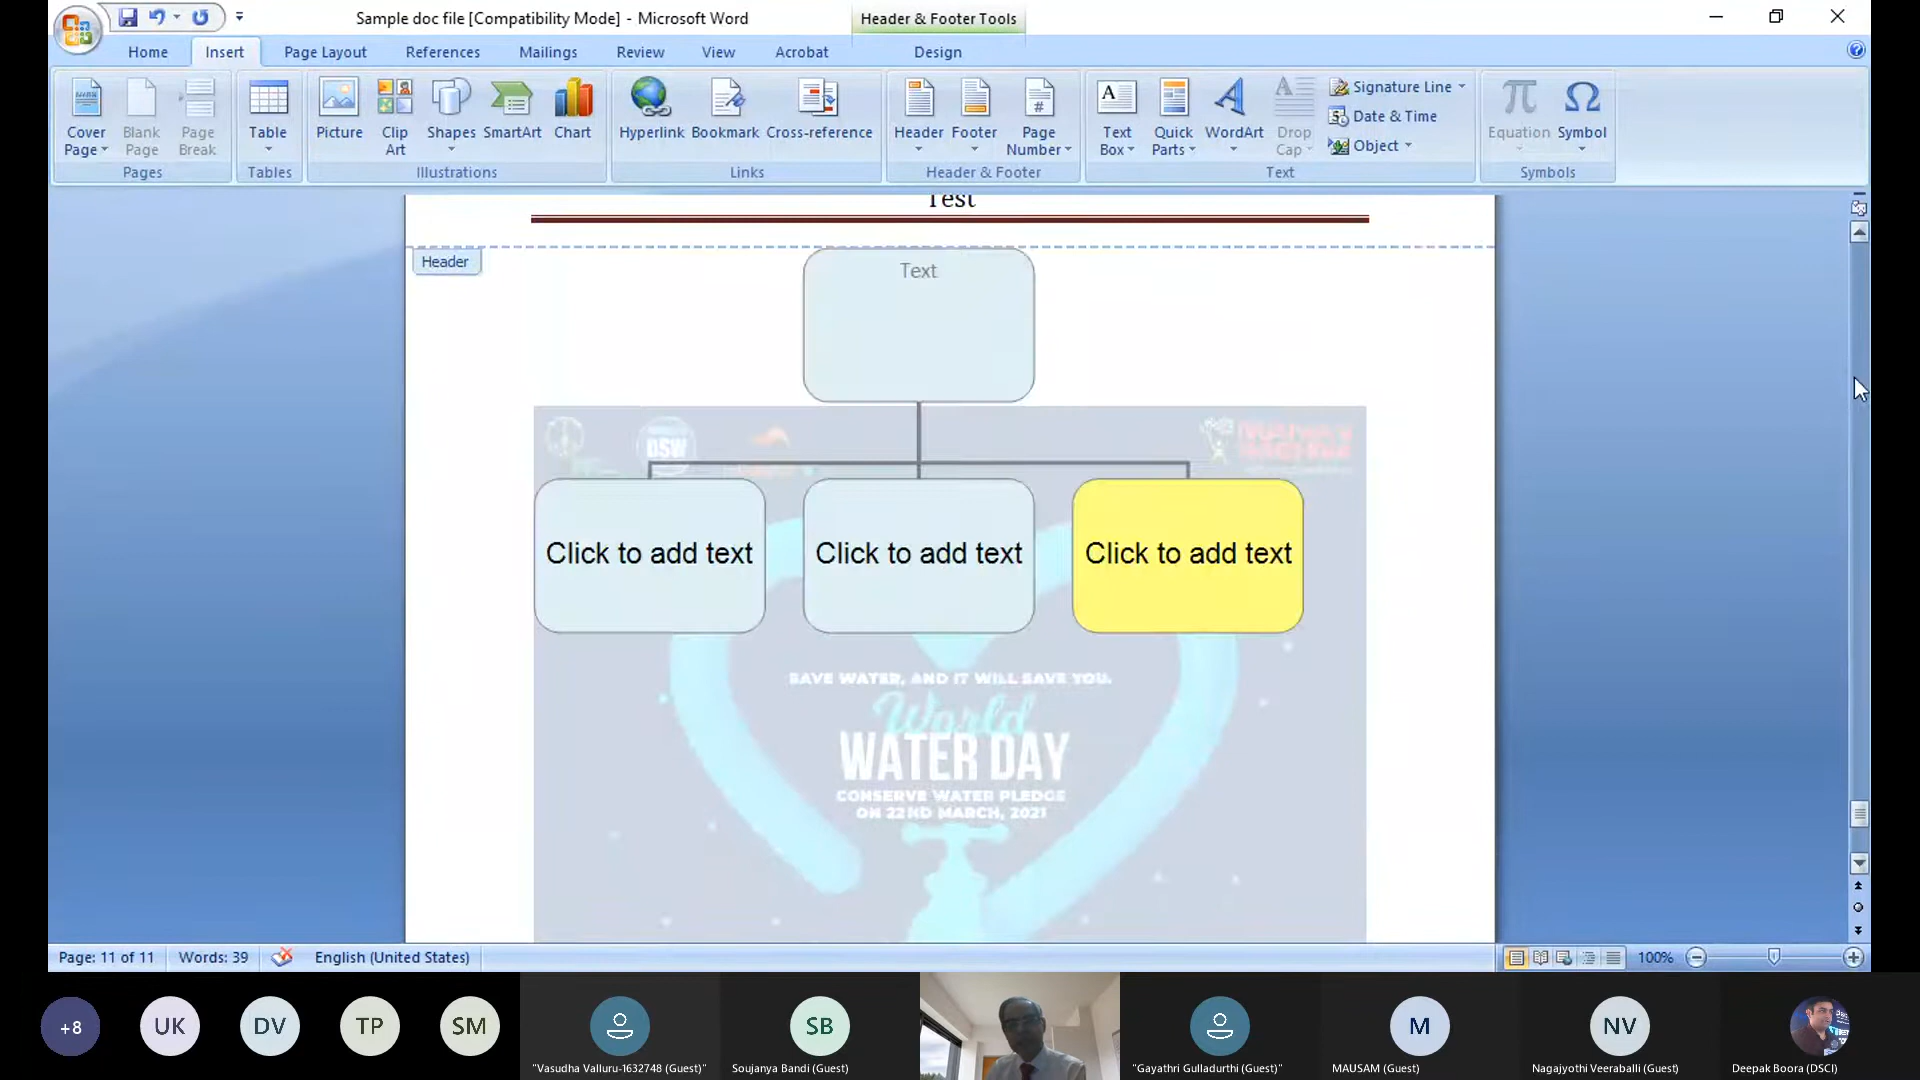 Sample doc file [Compatibility Mode] - Microsoft Word
Header & Footer Tools
Home Insert Page Layout References Mailings Review View Acrobat Design
Cover Page
Blank Page
Page Break
Table
Picture
Clip Art
Shapes
SmartArt
Chart
Hyperlink
Bookmark
Cross-reference
Header
Footer
Page Number
Text Box
Quick Parts
WordArt
Drop Cap
Signature Line
Date & Time
Object
Equation
Symbol
Pages Tables Illustrations Links Header & Footer Text Symbols
Test
Header
Text
DSW
Click to add text
Click to add text
Click to add text
SAVE WATER, AND IT WILL SAVE YOU.
World
WATER DAY
CONSERVE WATER PLEDGE
ON 22ND MARCH, 2021
Page: 11 of 11 Words: 39 English (United States) 100%
+8 UK DV TP SM SB M NV
"Vasudha Valluru-1632748 (Guest)" Soujanya Bandi (Guest) "Gayathri Gulladurthi (Guest)" MAUSAM (Guest) Nagajyothi Veeraballi (Guest) Deepak Boora (DSCI)